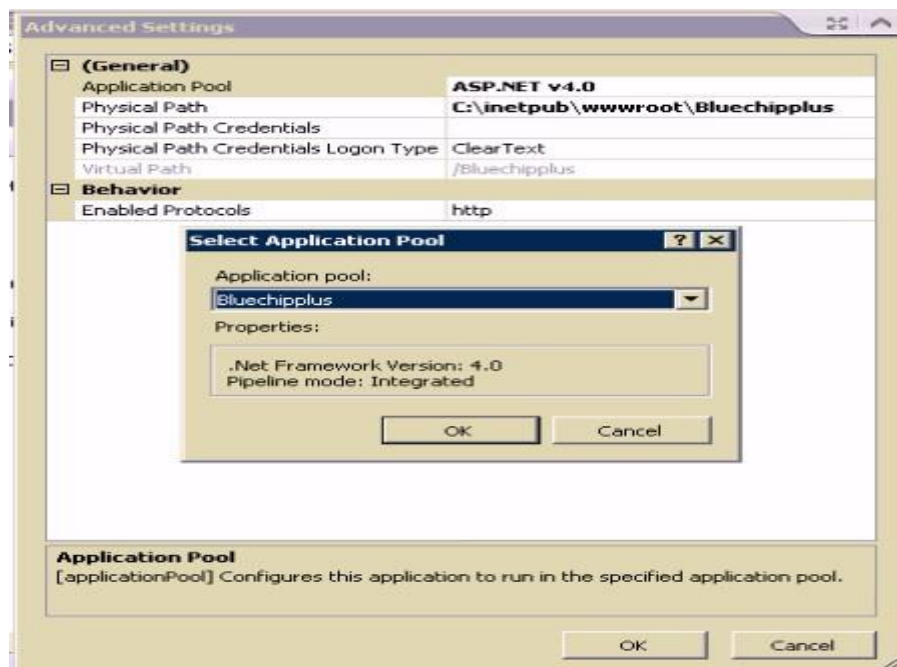 Advanced Settings
(General)
Application Pool ASP.NET v4.0
Physical Path C:\inetpub\wwwroot\Bluechipplus
Physical Path Credentials
Physical Path Credentials Logon Type ClearText
Virtual Path /Bluechipplus
Behavior
Enabled Protocols http
Select Application Pool
Application pool:
Bluechipplus
Properties:
.Net Framework Version: 4.0
Pipeline mode: Integrated
OK Cancel
Application Pool
[applicationPool] Configures this application to run in the specified application pool.
OK Cancel